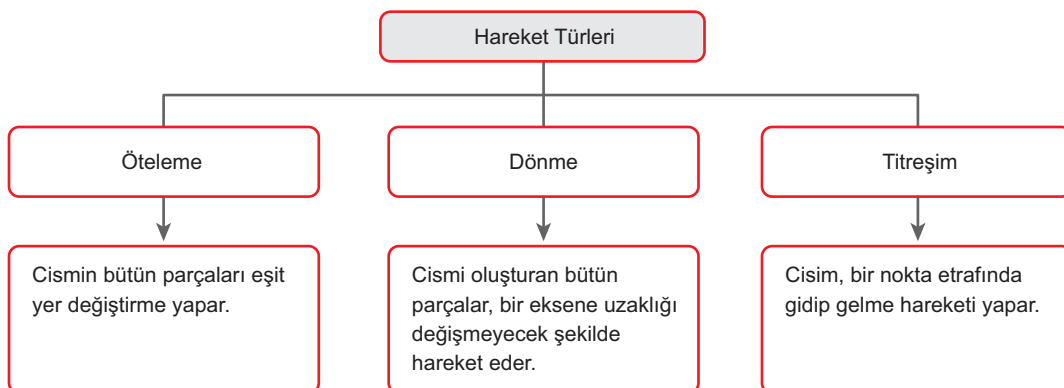 Hareket Türleri
Öteleme
Dönme
Titreşim
Cismin bütün parçaları eşit
yer değiştirme yapar.
Cismi oluşturan bütün
parçalar, bir eksene uzaklığı
değişmeyecek şekilde
hareket eder.
Cisim, bir nokta etrafında
gidip gelme hareketi yapar.